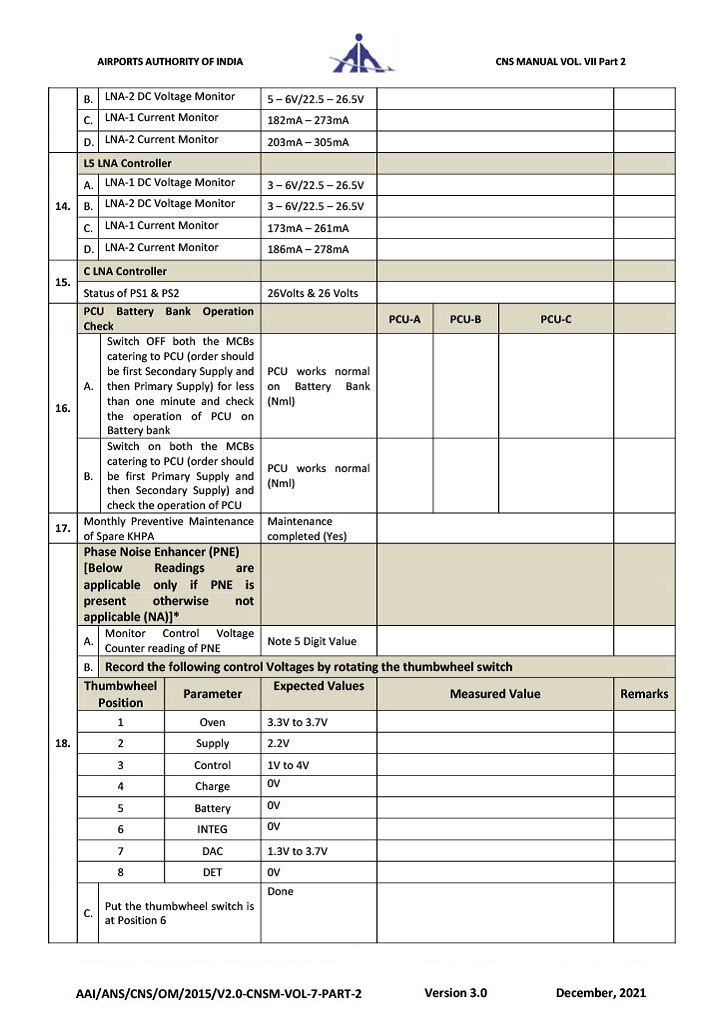 AIRPORTS AUTHORITY OF INDIA
CNS MANUAL VOL. VII Part 2
B. LNA-2 DC Voltage Monitor 5 – 6V/22.5 – 26.5V
C. LNA-1 Current Monitor 182mA – 273mA
D. LNA-2 Current Monitor 203mA – 305mA
14.
L5 LNA Controller
A. LNA-1 DC Voltage Monitor 3 – 6V/22.5 – 26.5V
B. LNA-2 DC Voltage Monitor 3 – 6V/22.5 – 26.5V
C. LNA-1 Current Monitor 173mA – 261mA
D. LNA-2 Current Monitor 186mA – 278mA
15.
C LNA Controller
Status of PS1 & PS2 26Volts & 26 Volts
16.
PCU Battery Bank Operation
Check
PCU-A PCU-B PCU-C
A.
Switch OFF both the MCBs
catering to PCU (order should
be first Secondary Supply and
then Primary Supply) for less
than one minute and check
the operation of PCU on
Battery bank
PCU works normal
on Battery Bank
(Nml)
B.
Switch on both the MCBs
catering to PCU (order should
be first Primary Supply and
then Secondary Supply) and
check the operation of PCU
PCU works normal
(Nml)
17.
Monthly Preventive Maintenance
of Spare KHPA
Maintenance
completed (Yes)
18.
Phase Noise Enhancer (PNE)
[Below Readings are
applicable only if PNE is
present otherwise not
applicable (NA)]*
A.
Monitor Control Voltage
Counter reading of PNE
Note 5 Digit Value
B. Record the following control Voltages by rotating the thumbwheel switch
Thumbwheel
Position
Parameter
Expected Values
Measured Value
Remarks
1 Oven 3.3V to 3.7V
2 Supply 2.2V
3 Control 1V to 4V
4 Charge 0V
5 Battery 0V
6 INTEG 0V
7 DAC 1.3V to 3.7V
8 DET 0V
C.
Put the thumbwheel switch is
at Position 6
Done
AAI/ANS/CNS/OM/2015/V2.0-CNSM-VOL-7-PART-2
Version 3.0
December, 2021